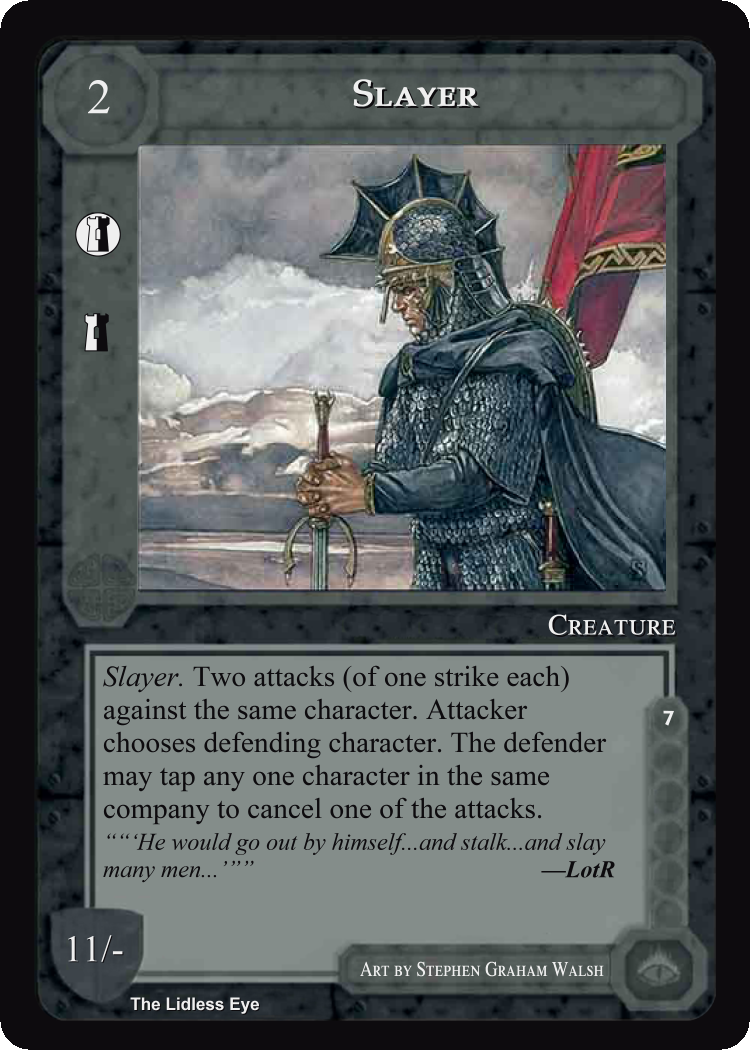 2
SLAYER
CREATURE
Slayer. Two attacks (of one strike each)
against the same character. Attacker
chooses defending character. The defender
may tap any one character in the same
company to cancel one of the attacks.
“““‘He would go out by himself...and stalk...and slay
many men...’””” —LotR
7
11/-
ART BY STEPHEN GRAHAM WALSH
The Lidless Eye